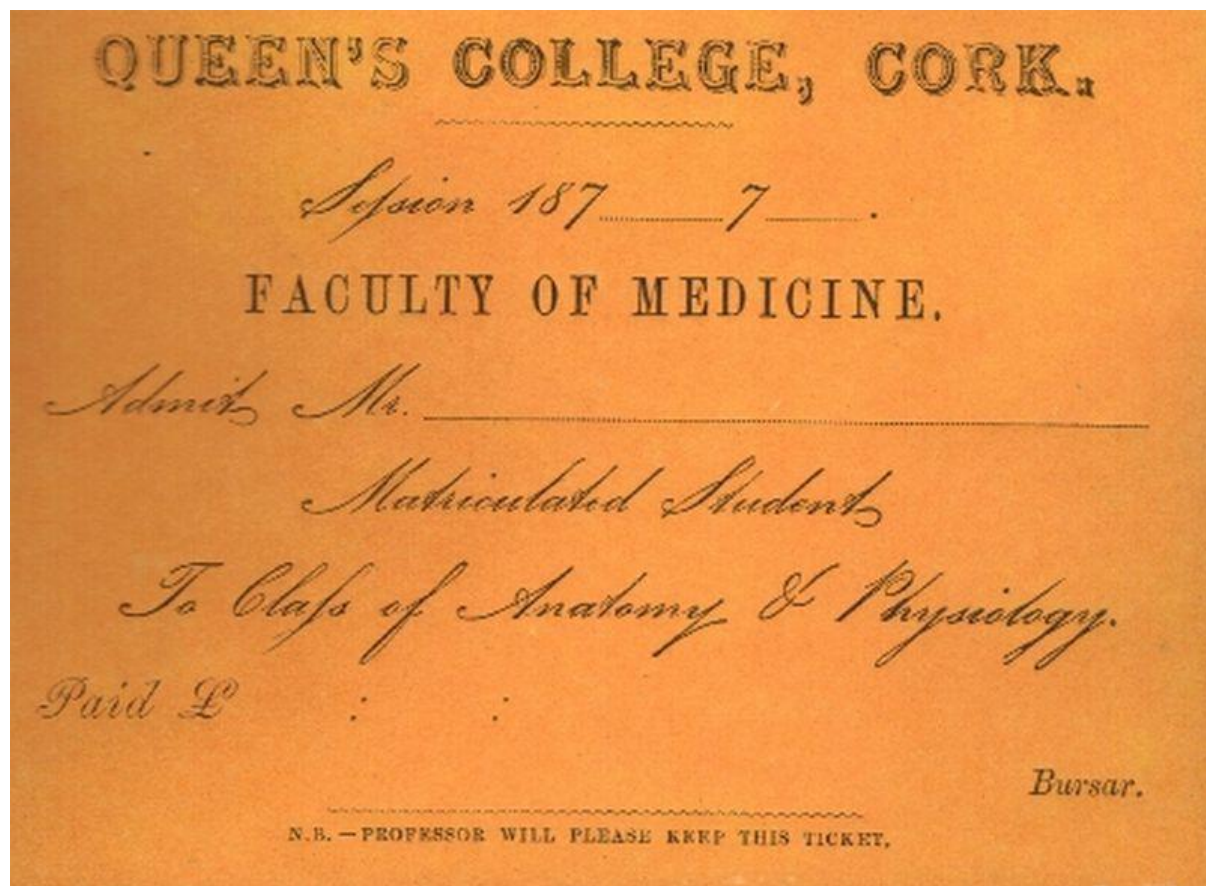 QUEEN'S COLLEGE, CORK.
Seſsion 187 7 .
FACULTY OF MEDICINE.
Admit Mr.
Matriculated Student
To Claſs of Anatomy & Physiology.
Paid £ : :
Bursar.
N.B. — PROFESSOR WILL PLEASE KEEP THIS TICKET.